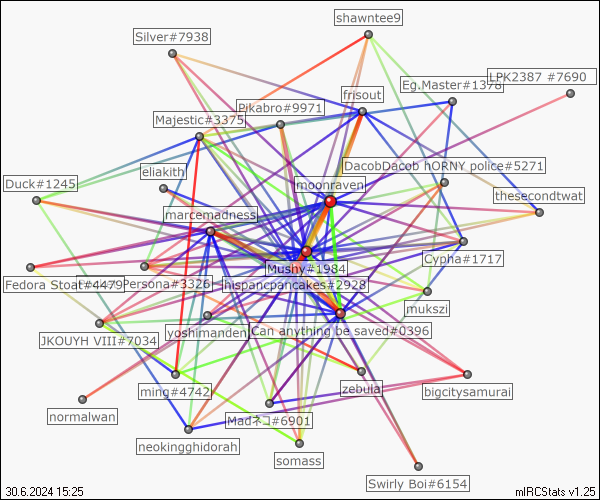 shawntee9
Silver#7938
LPK2387 #7690
Eg.Master#1378
frisout
Pikabro#9971
Majestic#3375
DacobDacob hORNY police#5271
eliakith
moonraven
Duck#1245
thesecondtwat
marcemadness
Cypha#1717
Mushy#1984
Fedora Stoat#4479
Persona#3326
hispancpancakes#2928
mukszi
JKOUYH VIII#7034
yoshimanden
Can anything be saved#0396
ming#4742
zebula
bigcitysamurai
normalwan
Madネコ#6901
neokingghidorah
somass
Swirly Boi#6154
30.6.2024 15:25
mIRCStats v1.25